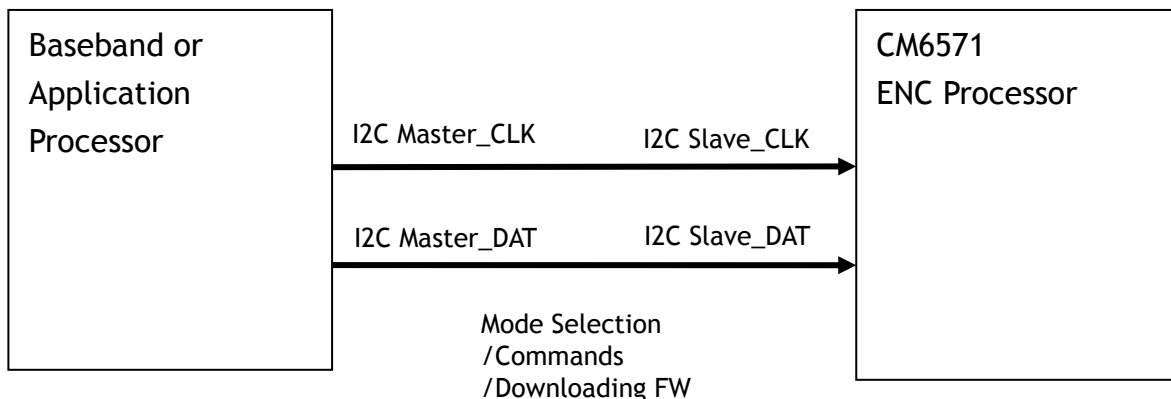 Baseband or
Application
Processor
CM6571
ENC Processor
I2C Master_CLK
I2C Slave_CLK
I2C Master_DAT
I2C Slave_DAT
Mode Selection
/Commands
/Downloading FW